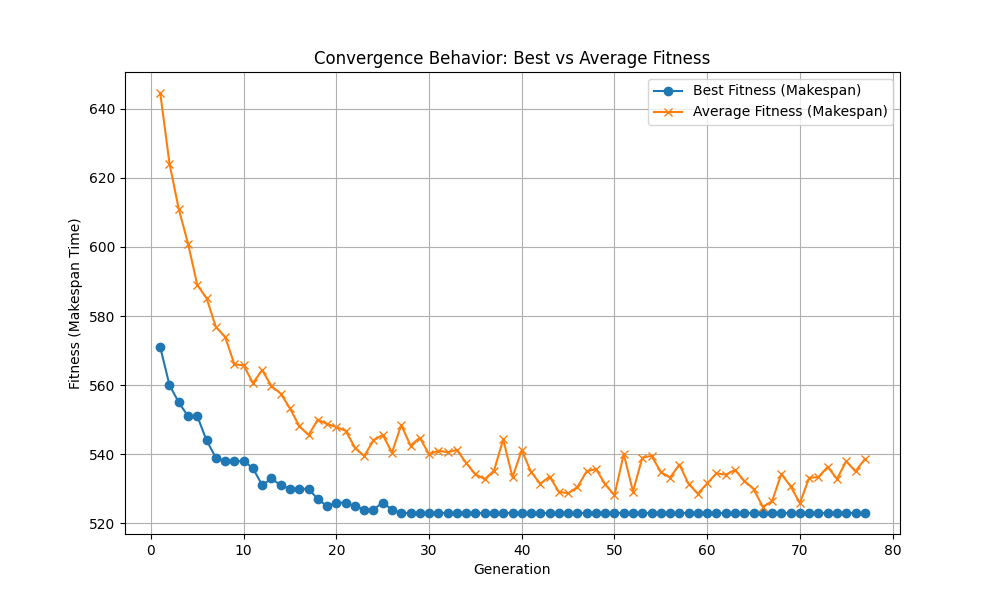 Convergence Behavior: Best vs Average Fitness
Best Fitness (Makespan)
Average Fitness (Makespan)
Fitness (Makespan Time)
640
620
600
580
560
540
520
0 10 20 30 40 50 60 70 80
Generation